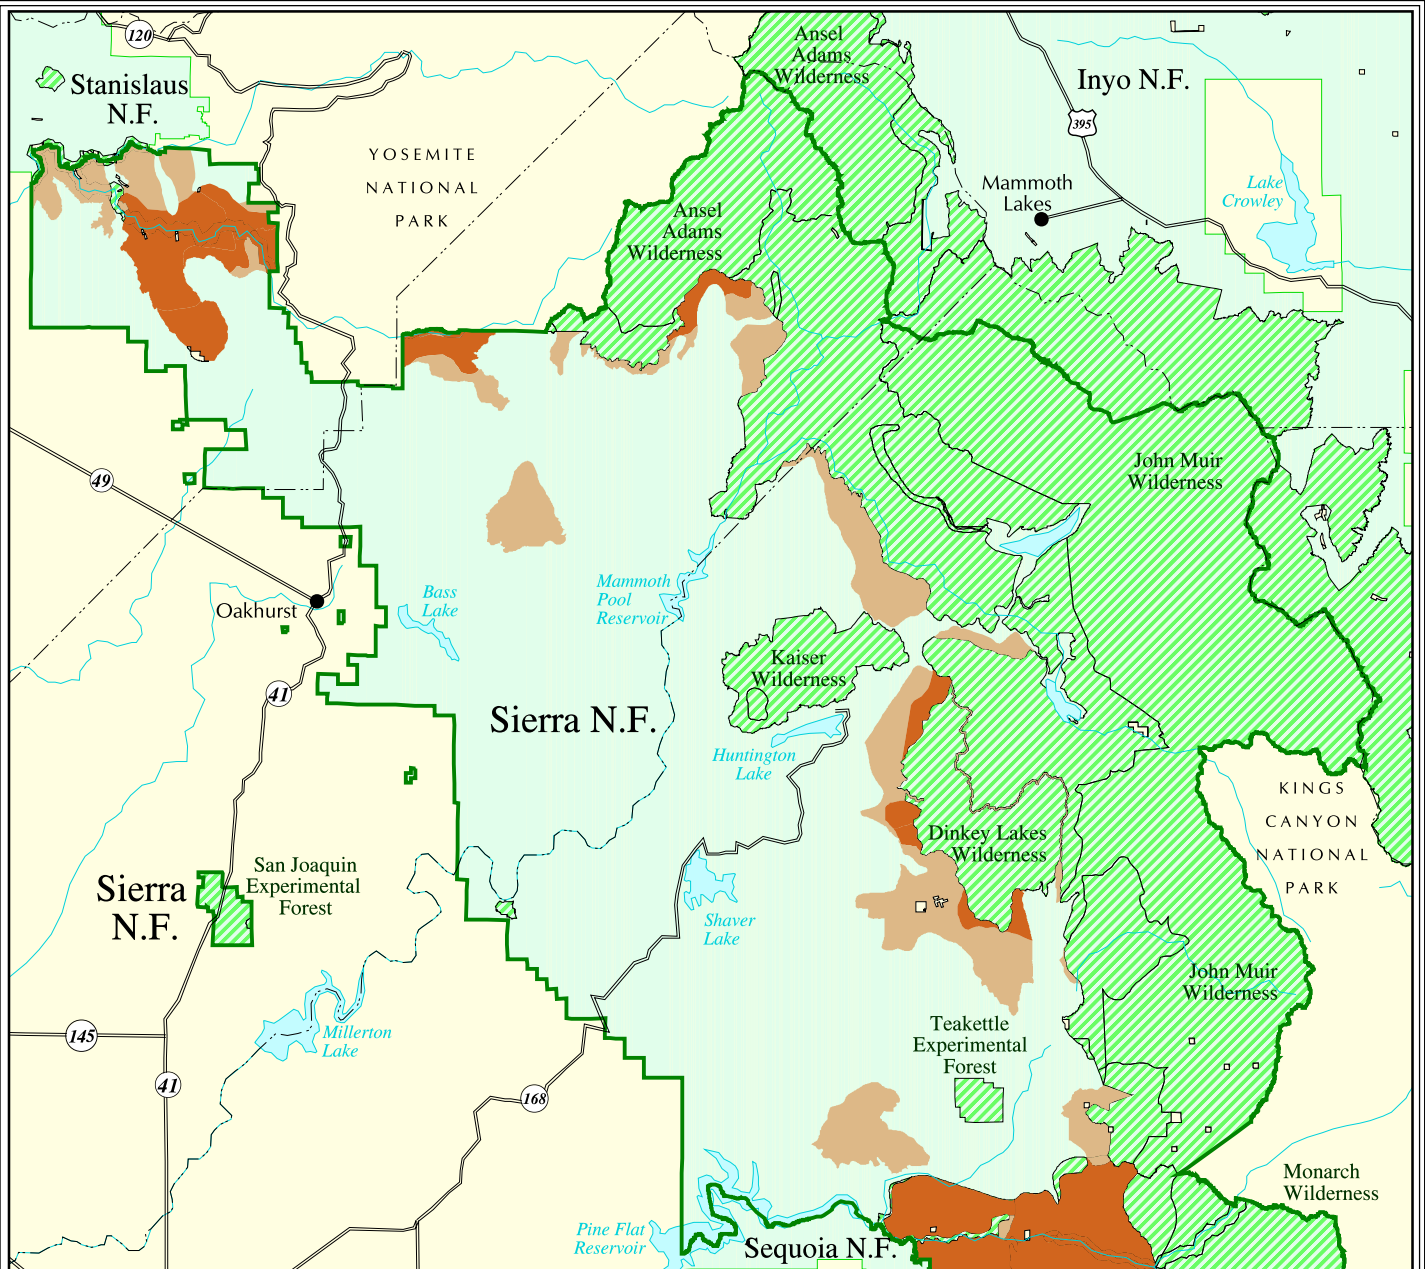 120
Ansel
Adams
Wilderness
Stanislaus
N.F.
Inyo N.F.
395
YOSEMITE
NATIONAL
PARK
Mammoth
Lakes
Lake
Crowley
Ansel
Adams
Wilderness
John Muir
Wilderness
49
Mammoth
Pool
Reservoir
Bass
Lake
Oakhurst
Kaiser
Wilderness
41
Sierra N.F.
Huntington
Lake
KINGS
CANYON
NATIONAL
PARK
Dinkey Lakes
Wilderness
San Joaquin
Experimental
Forest
Sierra
N.F.
Shaver
Lake
John Muir
Wilderness
145
Millerton
Lake
Teakettle
Experimental
Forest
41
168
Monarch
Wilderness
Pine Flat
Reservoir
Sequoia N.F.